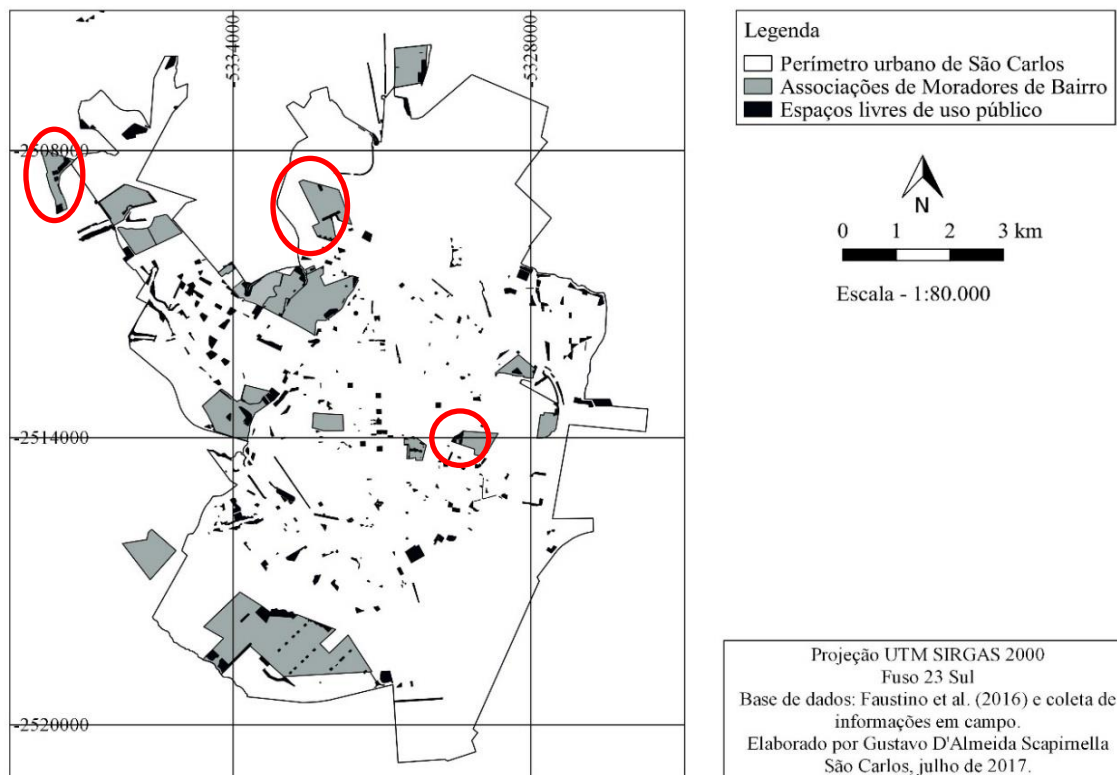 -5334000
-5328000
-2508000
-2514000
-2520000
Legenda
Perímetro urbano de São Carlos
Associações de Moradores de Bairro
Espaços livres de uso público
N
0 1 2 3 km
Escala - 1:80.000
Projeção UTM SIRGAS 2000
Fuso 23 Sul
Base de dados: Faustino et al. (2016) e coleta de
informações em campo.
Elaborado por Gustavo D'Almeida Scapirnella
São Carlos, julho de 2017.